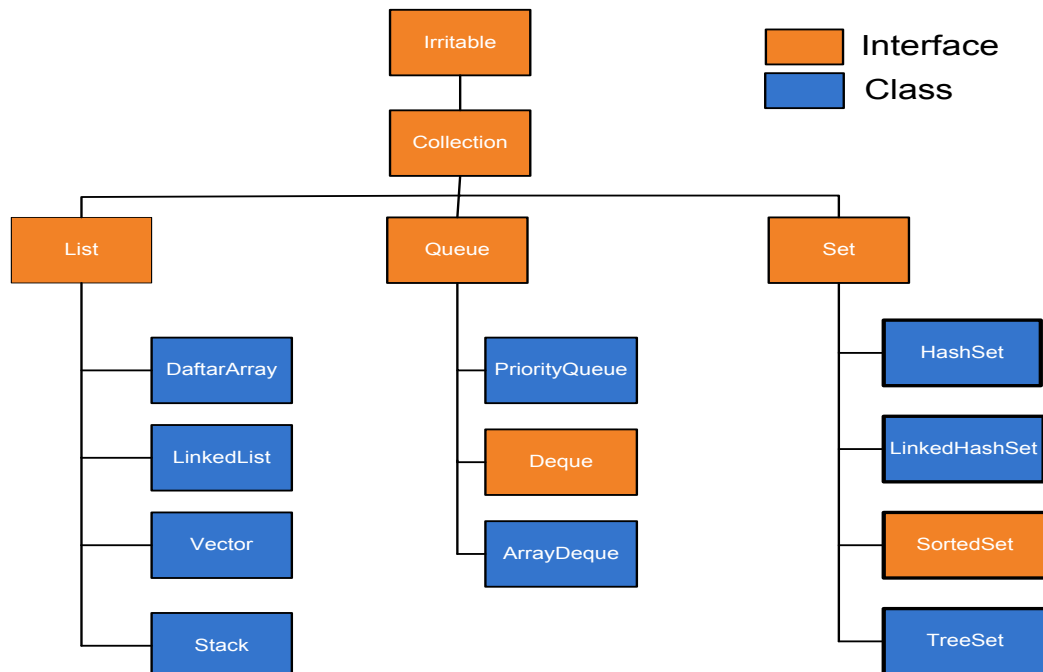 Irritable
Interface
Class
Collection
List
Queue
Set
DaftarArray
LinkedList
Vector
Stack
PriorityQueue
Deque
ArrayDeque
HashSet
LinkedHashSet
SortedSet
TreeSet